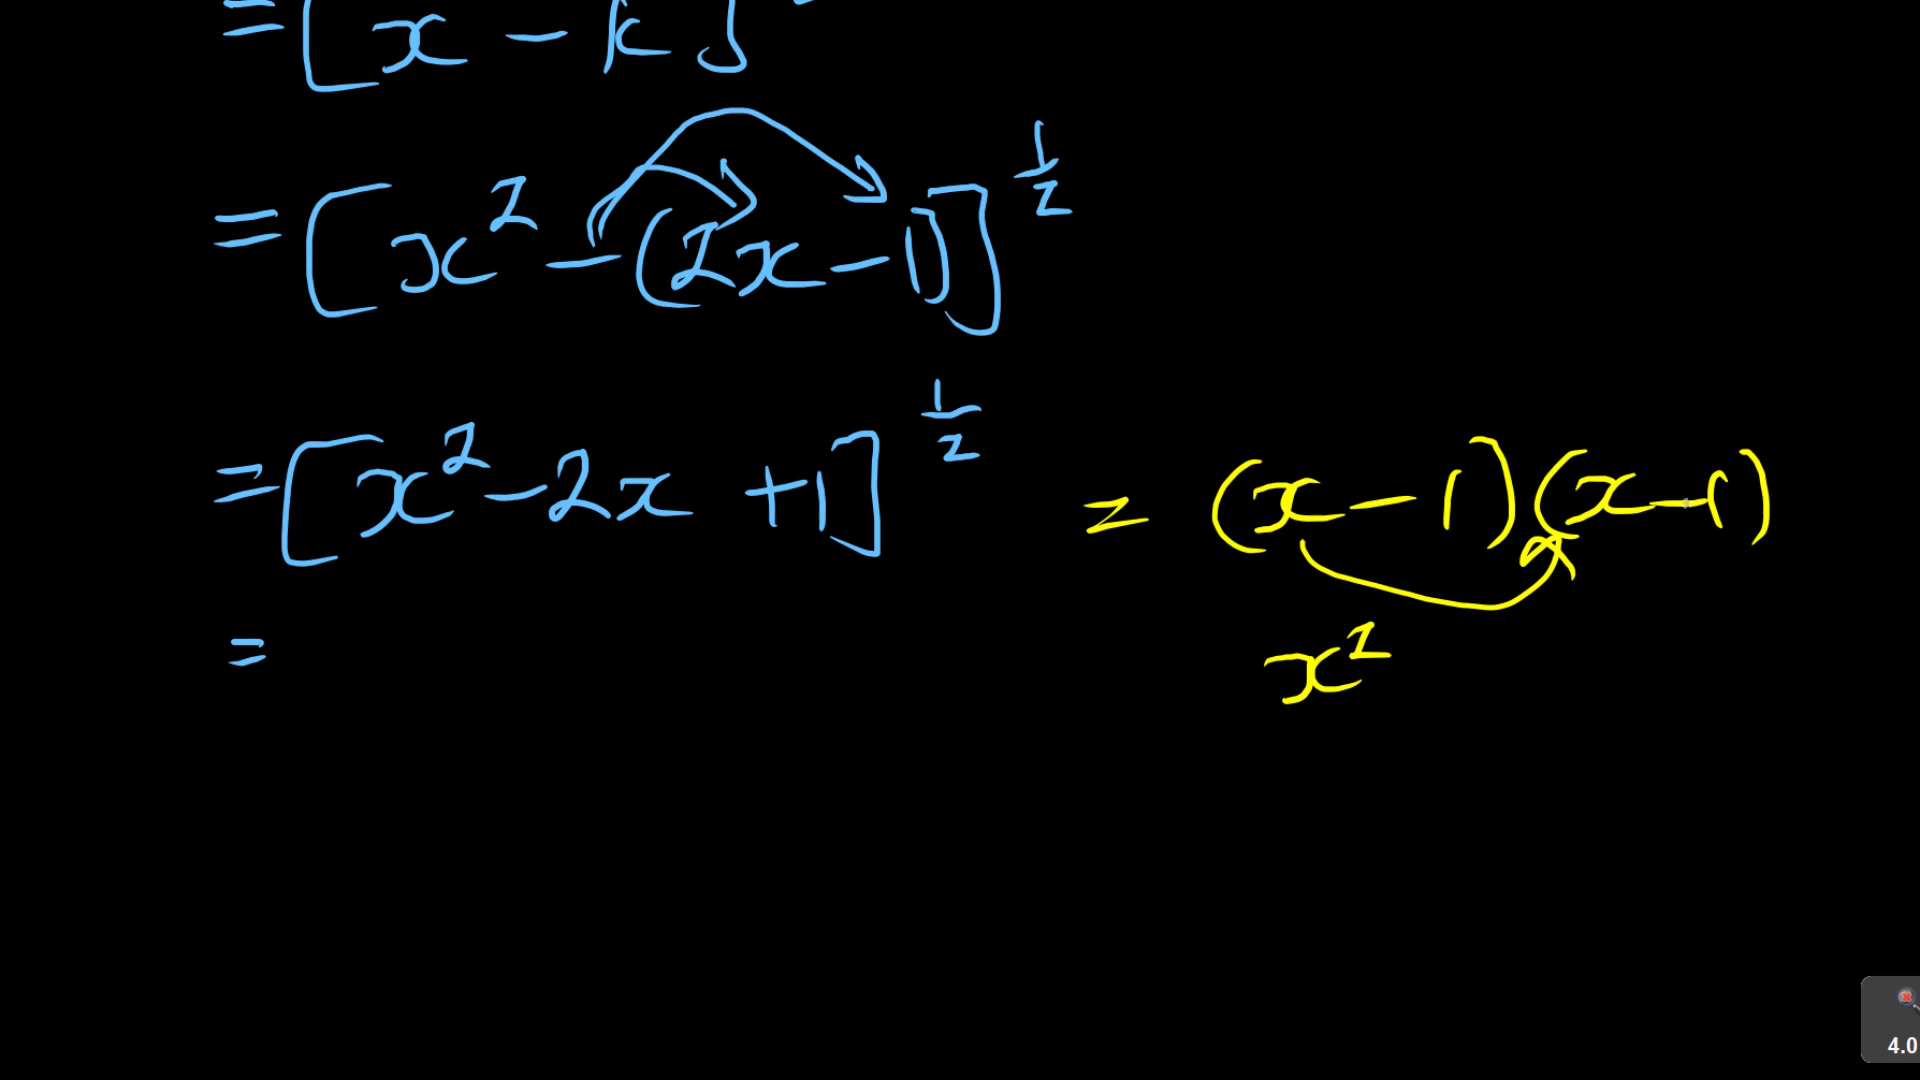 = [x - k]
= [x² - (2x - 1)]^½
= [x² - 2x + 1]^½
= (x - 1)(x - 1)
x²
=
4.0